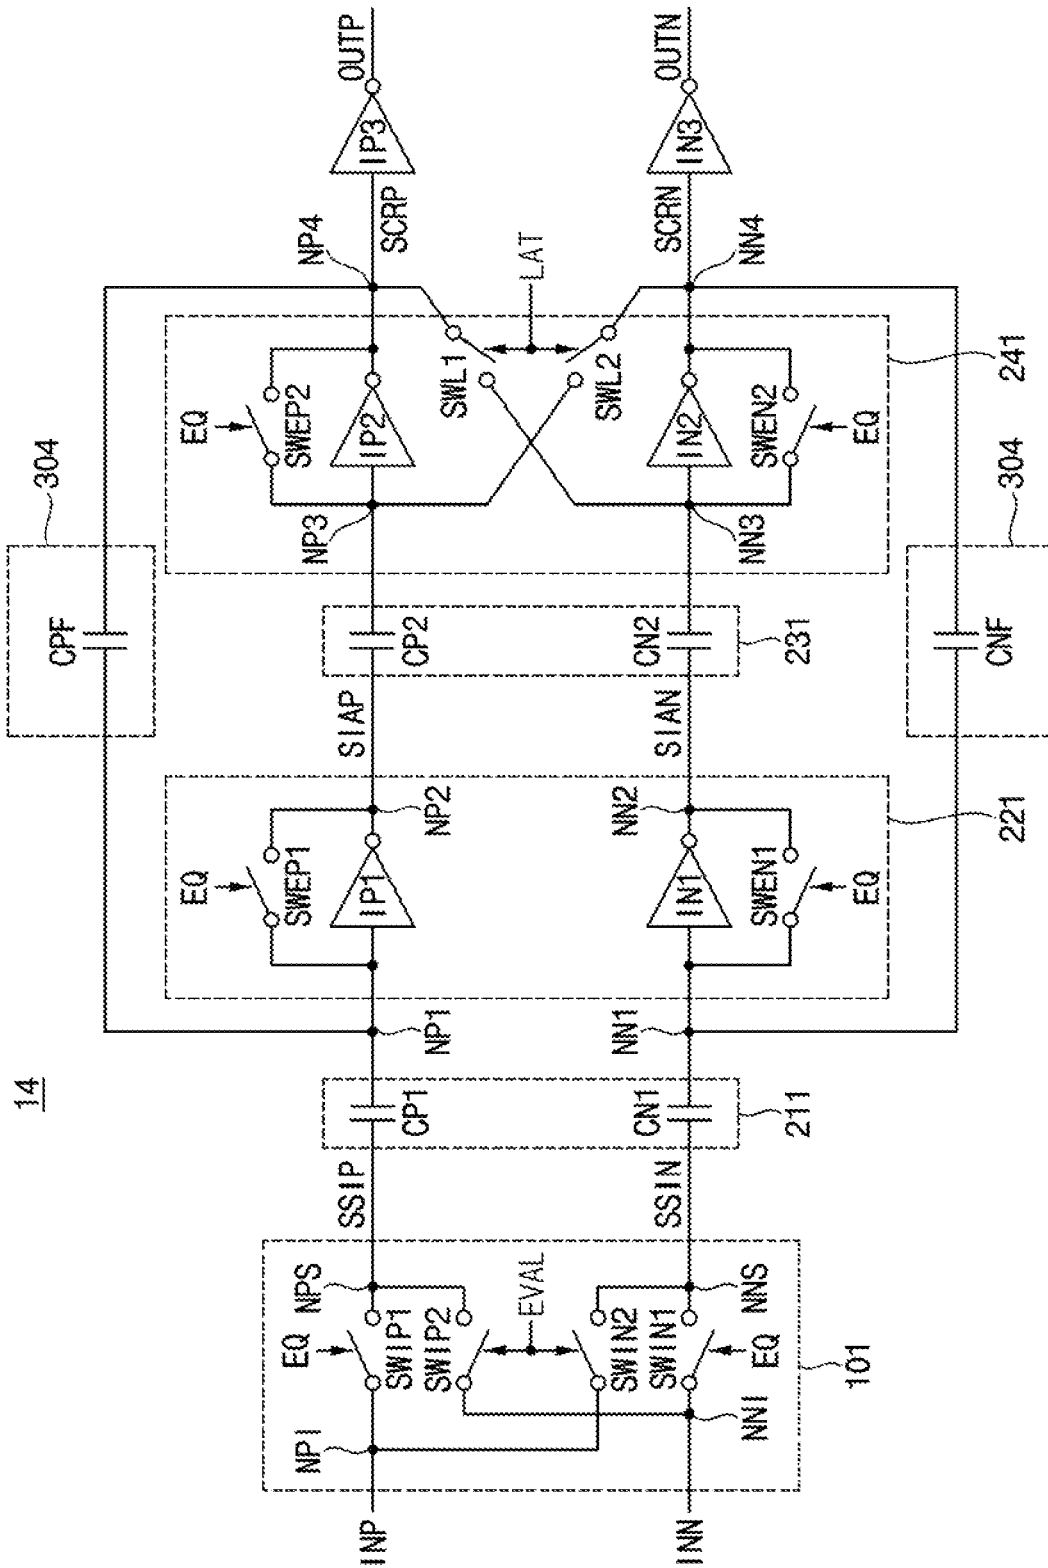 14
304
CPF
EQ
SWEP1
IP1
NP1
NP2
EQ
SWEP2
IP2
NP3
NP4
IP3
OUTP
SCRP
INP
NPI
EQ
SWIP1
SWIP2
NPS
EVAL
SWIN2
SWIN1
EQ
NNI
NNS
INN
101
SSIP
SSIN
CP1
CN1
211
SIAP
SIAN
CP2
CN2
231
NN1
NN2
IN1
SWEN1
EQ
221
SWL1
SWL2
LAT
NN3
NN4
IN2
SWEN2
EQ
241
SCRN
IN3
OUTN
CNF
304